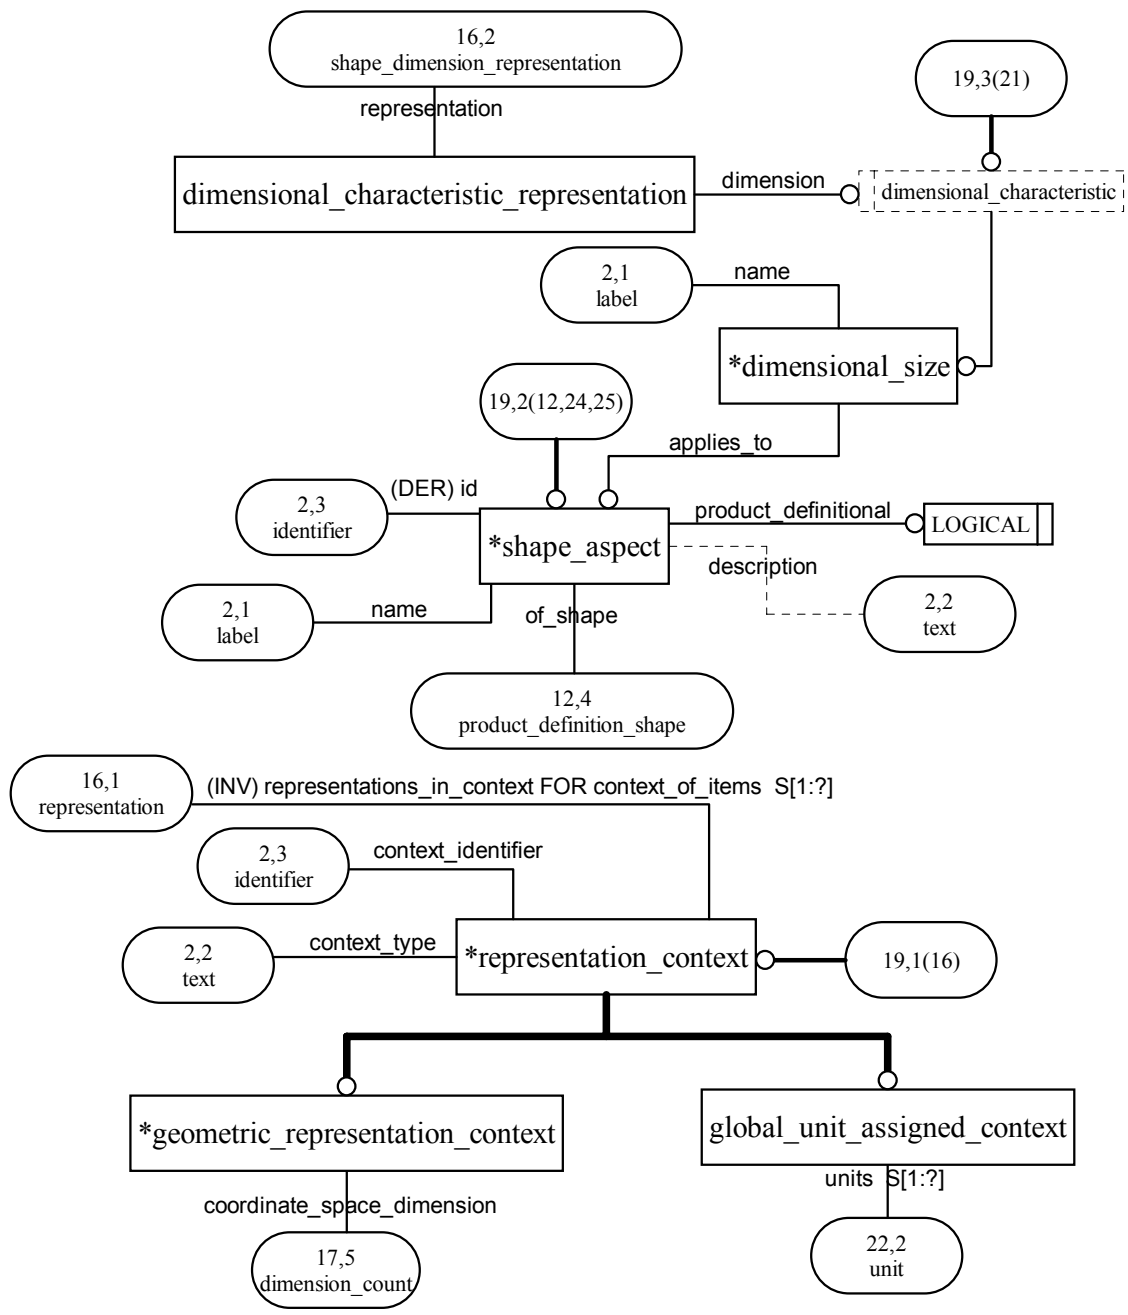 16,2
shape_dimension_representation
19,3(21)
representation
dimensional_characteristic_representation
dimension
dimensional_characteristic
2,1
label
name
*dimensional_size
19,2(12,24,25)
applies_to
(DER) id
2,3
identifier
product_definitional
LOGICAL
*shape_aspect
description
2,1
label
name
of_shape
2,2
text
12,4
product_definition_shape
16,1
representation
(INV) representations_in_context FOR context_of_items S[1:?]
2,3
identifier
context_identifier
2,2
text
context_type
*representation_context
19,1(16)
*geometric_representation_context
global_unit_assigned_context
coordinate_space_dimension
units S[1:?]
17,5
dimension_count
22,2
unit